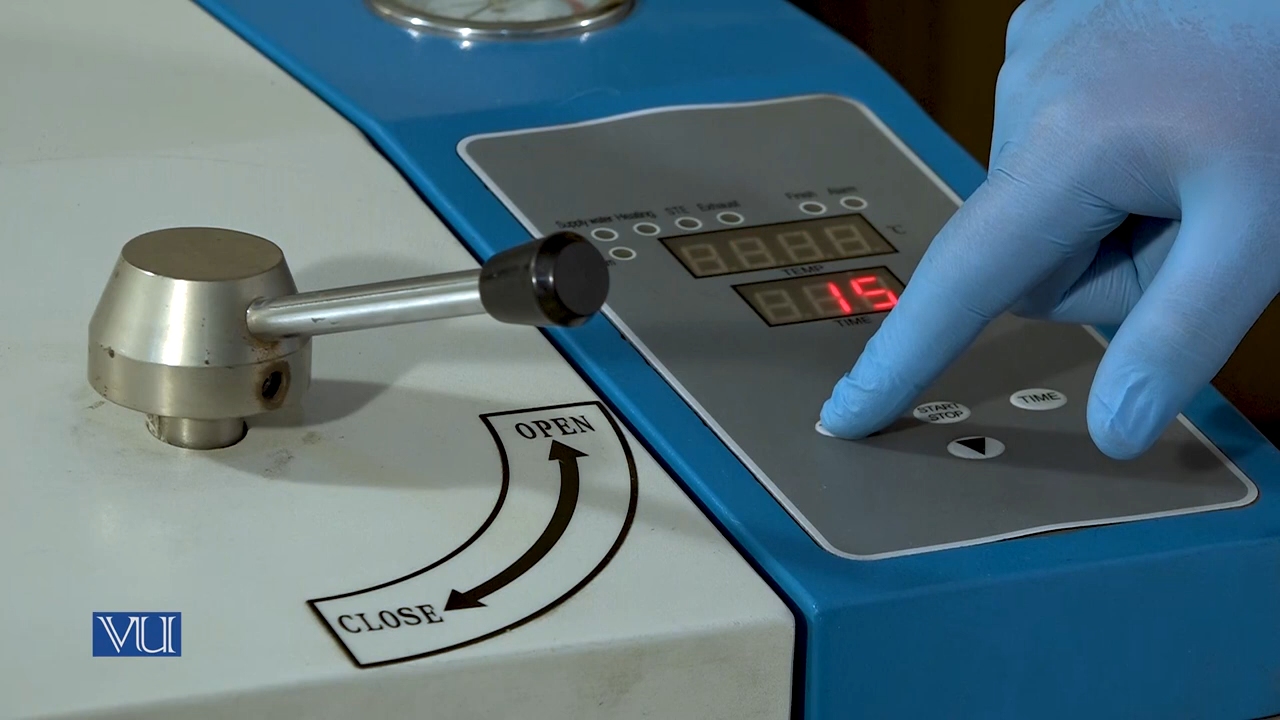 Supply water Heating STE Exhaust Finish Alarm
°C
TEMP
15
TIME
START
STOP
TIME
OPEN
CLOSE
VU